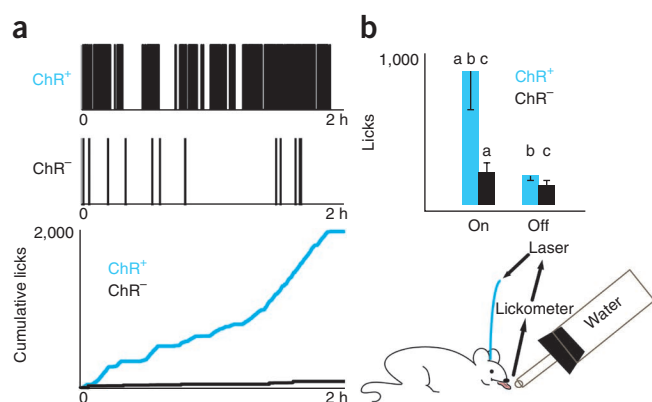 a
ChR⁺
0 2 h
ChR⁻
0 2 h
2,000
Cumulative licks
ChR⁺
ChR⁻
0 2 h
b
1,000
Licks
ChR⁺
ChR⁻
a b c
a
b c
On Off
Laser
Lickometer
Water